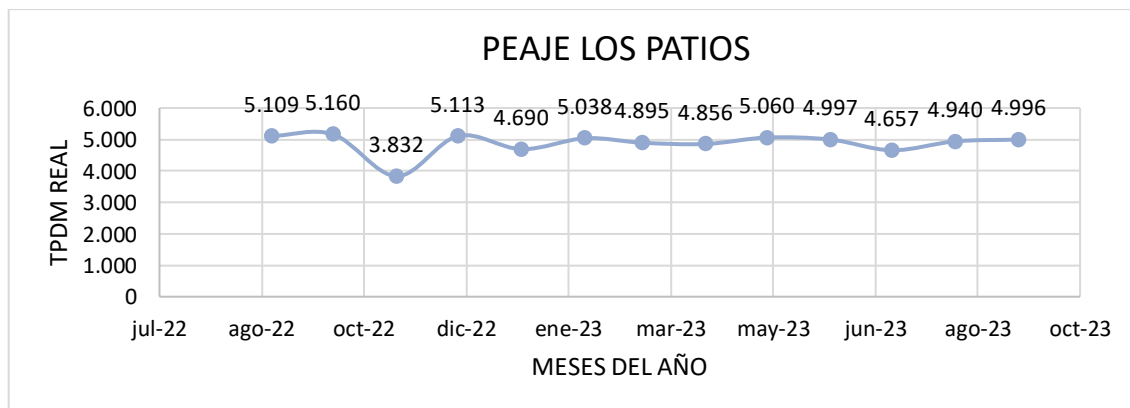 PEAJE LOS PATIOS
TPDM REAL
6.000
5.000
4.000
3.000
2.000
1.000
0
5.109 5.160 3.832 5.113 4.690 5.038 4.895 4.856 5.060 4.997 4.657 4.940 4.996
jul-22 ago-22 oct-22 dic-22 ene-23 mar-23 may-23 jun-23 ago-23 oct-23
MESES DEL AÑO